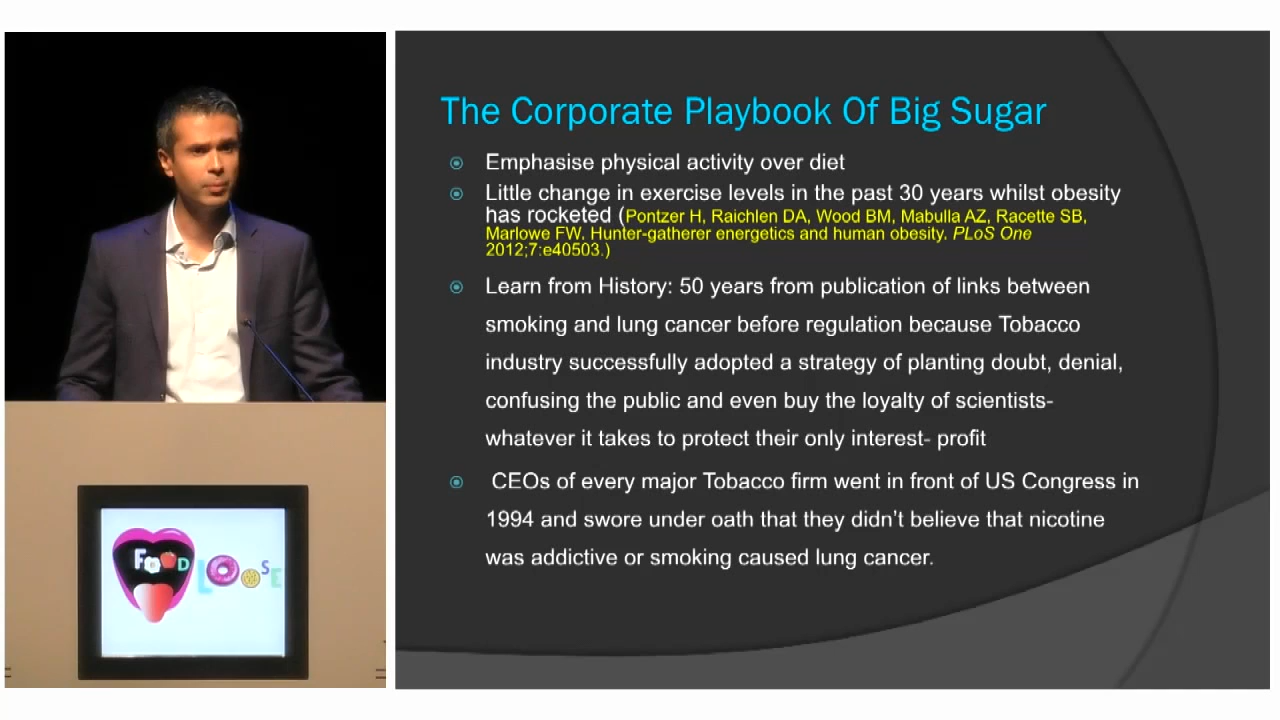 The Corporate Playbook Of Big Sugar
Emphasise physical activity over diet
Little change in exercise levels in the past 30 years whilst obesity
has rocketed (Pontzer H, Raichlen DA, Wood BM, Mabulla AZ, Racette SB,
Marlowe FW. Hunter-gatherer energetics and human obesity. PLoS One
2012;7:e40503.)
Learn from History: 50 years from publication of links between
smoking and lung cancer before regulation because Tobacco
industry successfully adopted a strategy of planting doubt, denial,
confusing the public and even buy the loyalty of scientists-
whatever it takes to protect their only interest- profit
CEOs of every major Tobacco firm went in front of US Congress in
1994 and swore under oath that they didn't believe that nicotine
was addictive or smoking caused lung cancer.
FOOD LOOSE